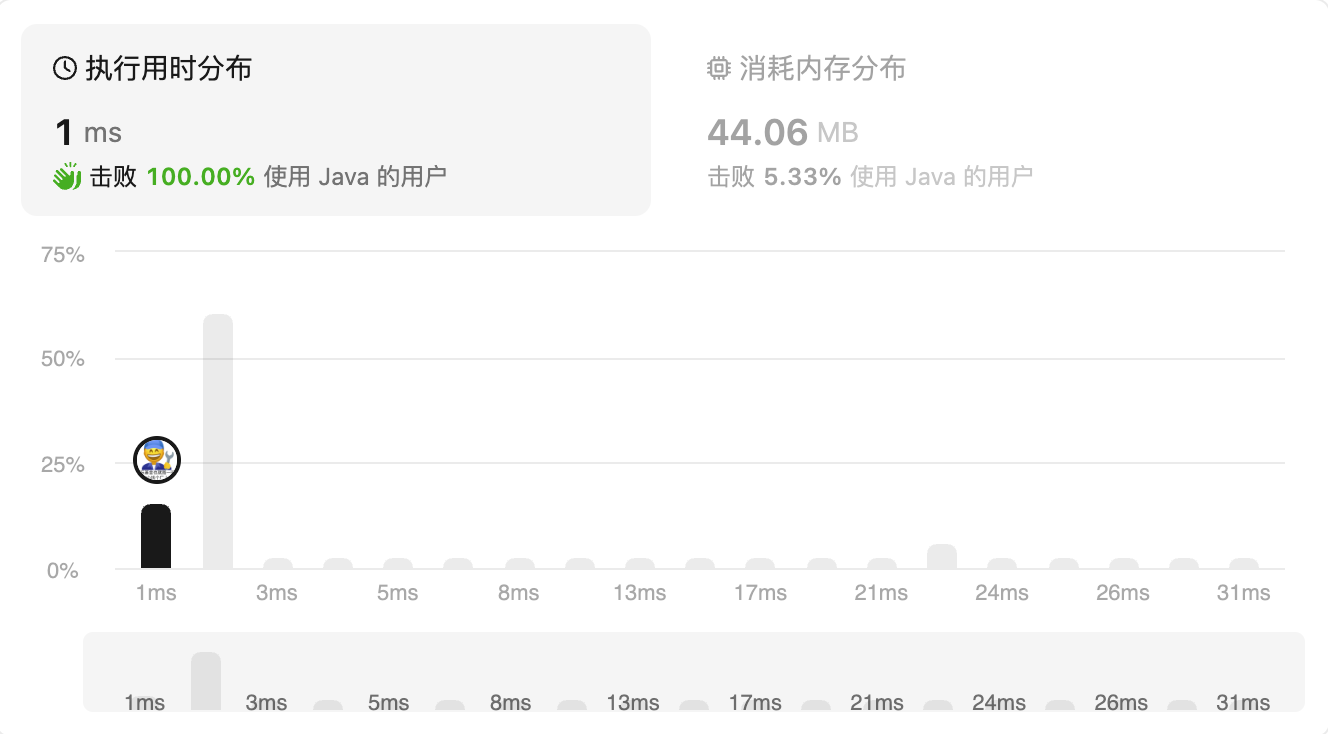 执行用时分布
1 ms
击败 100.00% 使用 Java 的用户
消耗内存分布
44.06 MB
击败 5.33% 使用 Java 的用户
75%
50%
25%
0%
1ms 3ms 5ms 8ms 13ms 17ms 21ms 24ms 26ms 31ms
1ms 3ms 5ms 8ms 13ms 17ms 21ms 24ms 26ms 31ms